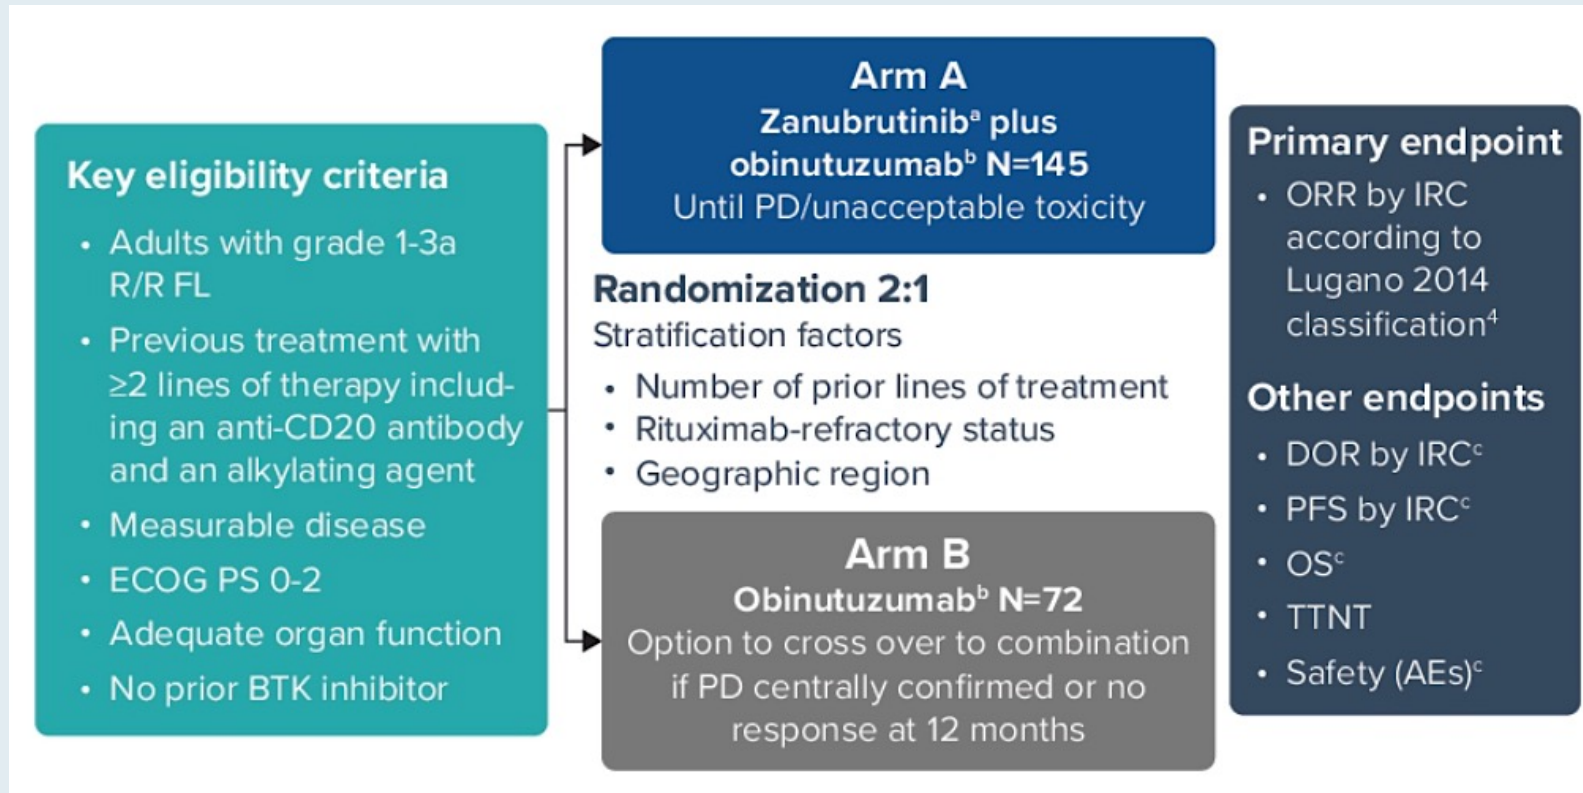 Key eligibility criteria
• Adults with grade 1-3a
R/R FL
• Previous treatment with
≥2 lines of therapy includ-
ing an anti-CD20 antibody
and an alkylating agent
• Measurable disease
• ECOG PS 0-2
• Adequate organ function
• No prior BTK inhibitor
Arm A
Zanubrutinibᵃ plus
obinutuzumabᵇ N=145
Until PD/unacceptable toxicity
Randomization 2:1
Stratification factors
• Number of prior lines of treatment
• Rituximab-refractory status
• Geographic region
Arm B
Obinutuzumabᵇ N=72
Option to cross over to combination
if PD centrally confirmed or no
response at 12 months
Primary endpoint
• ORR by IRC
according to
Lugano 2014
classification⁴
Other endpoints
• DOR by IRCᶜ
• PFS by IRCᶜ
• OSᶜ
• TTNT
• Safety (AEs)ᶜ